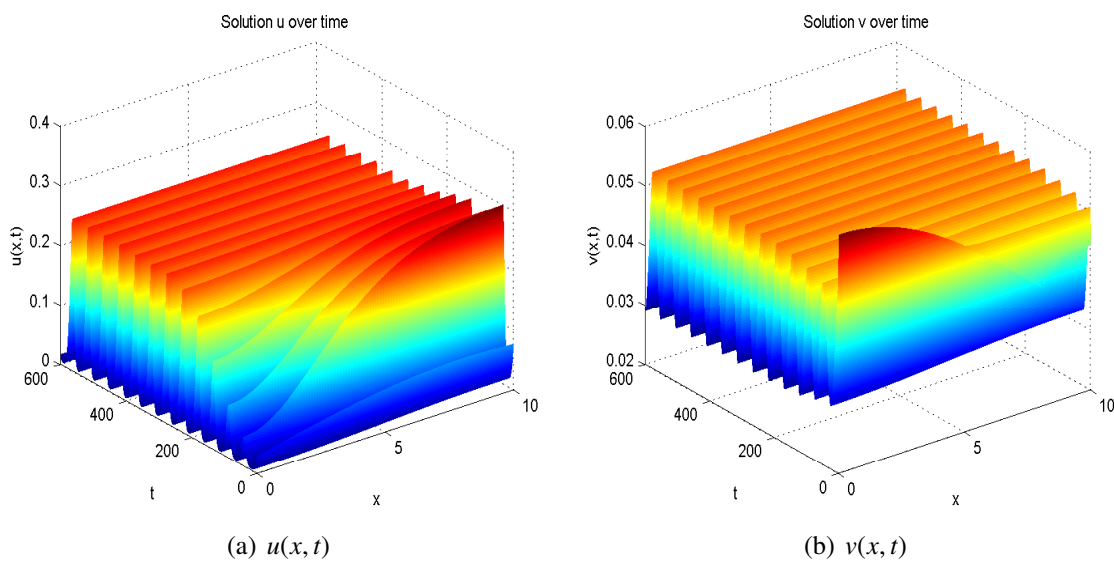 Solution u over time
0.4
0.3
0.2
0.1
0
u(x,t)
600
400
200
0
t
0
5
10
x
(a) u(x, t)
Solution v over time
0.06
0.05
0.04
0.03
0.02
v(x,t)
600
400
200
0
t
0
5
10
x
(b) v(x, t)